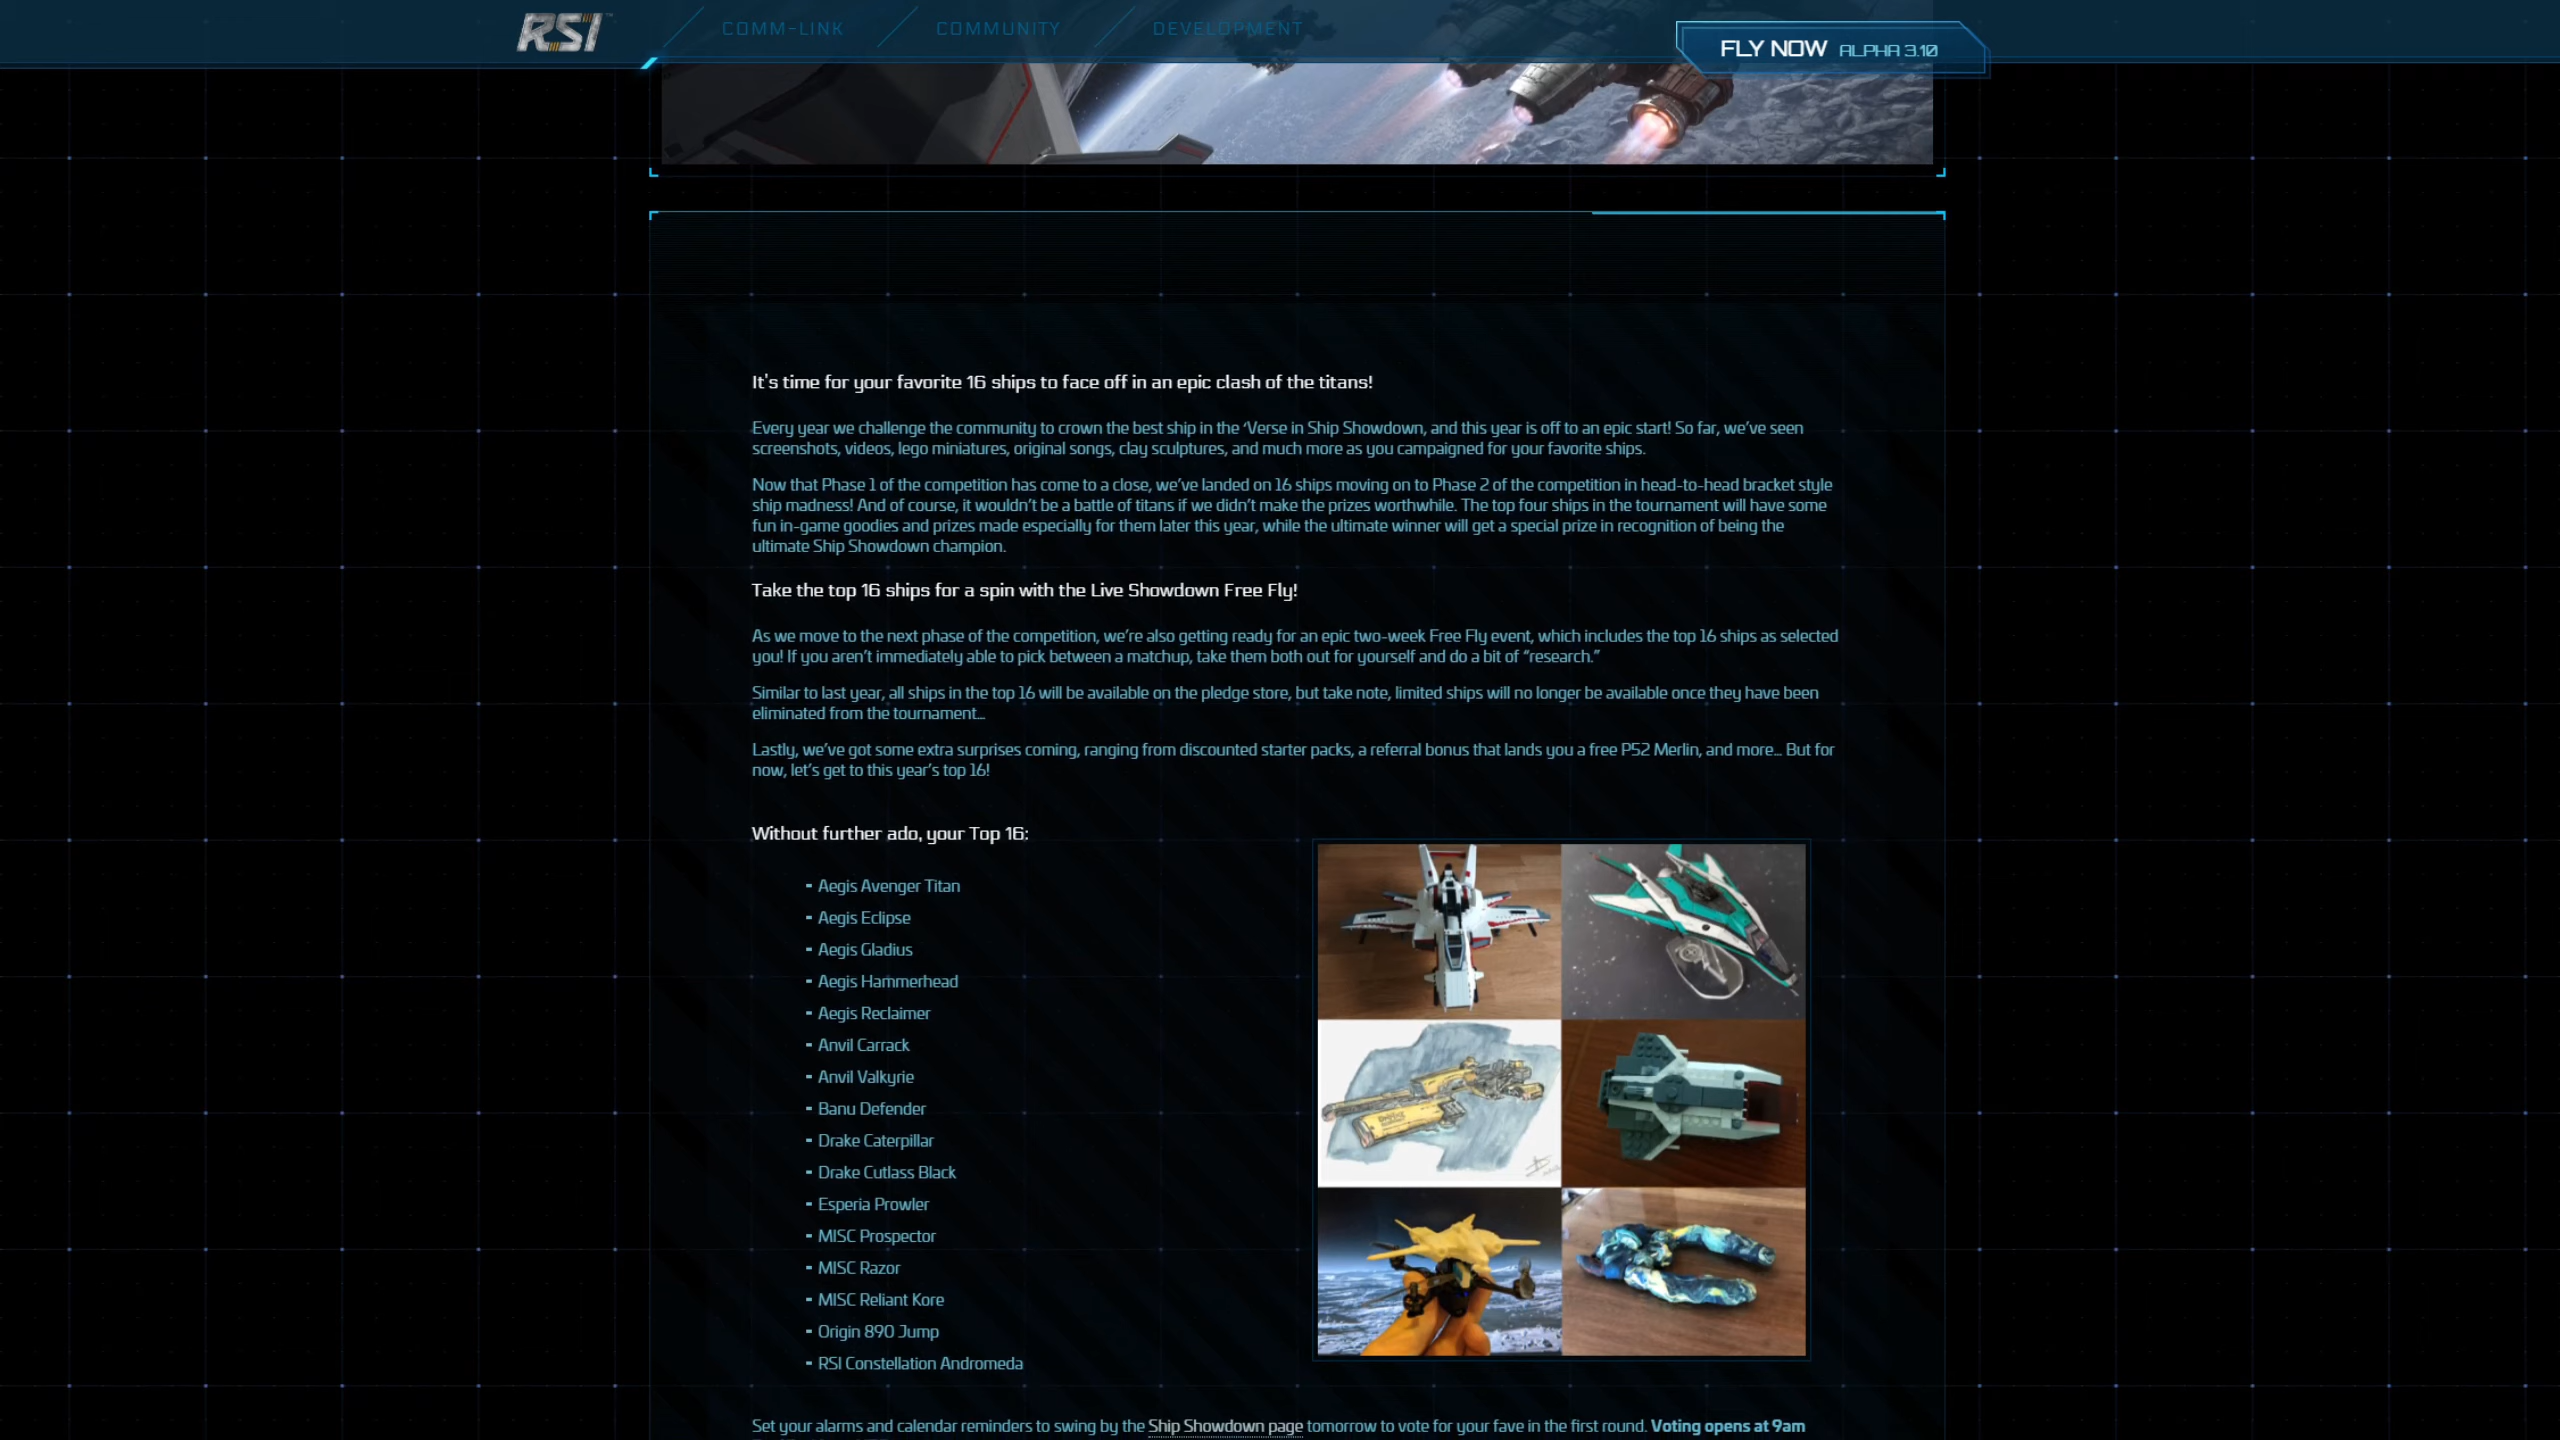 RSI
COMM-LINK
COMMUNITY
DEVELOPMENT
FLY NOW ALPHA 3.10
It's time for your favorite 16 ships to face off in an epic clash of the titans!
Every year we challenge the community to crown the best ship in the ‘Verse in Ship Showdown, and this year is off to an epic start! So far, we’ve seen
screenshots, videos, lego miniatures, original songs, clay sculptures, and much more as you campaigned for your favorite ships.
Now that Phase 1 of the competition has come to a close, we’ve landed on 16 ships moving on to Phase 2 of the competition in head-to-head bracket style
ship madness! And of course, it wouldn’t be a battle of titans if we didn’t make the prizes worthwhile. The top four ships in the tournament will have some
fun in-game goodies and prizes made especially for them later this year, while the ultimate winner will get a special prize in recognition of being the
ultimate Ship Showdown champion.
Take the top 16 ships for a spin with the Live Showdown Free Fly!
As we move to the next phase of the competition, we’re also getting ready for an epic two-week Free Fly event, which includes the top 16 ships as selected
you! If you aren’t immediately able to pick between a matchup, take them both out for yourself and do a bit of “research.”
Similar to last year, all ships in the top 16 will be available on the pledge store, but take note, limited ships will no longer be available once they have been
eliminated from the tournament…
Lastly, we’ve got some extra surprises coming, ranging from discounted starter packs, a referral bonus that lands you a free P52 Merlin, and more… But for
now, let’s get to this year’s top 16!
Without further ado, your Top 16:
- Aegis Avenger Titan
- Aegis Eclipse
- Aegis Gladius
- Aegis Hammerhead
- Aegis Reclaimer
- Anvil Carrack
- Anvil Valkyrie
- Banu Defender
- Drake Caterpillar
- Drake Cutlass Black
- Esperia Prowler
- MISC Prospector
- MISC Razor
- MISC Reliant Kore
- Origin 890 Jump
- RSI Constellation Andromeda
Set your alarms and calendar reminders to swing by the Ship Showdown page tomorrow to vote for your fave in the first round. Voting opens at 9am